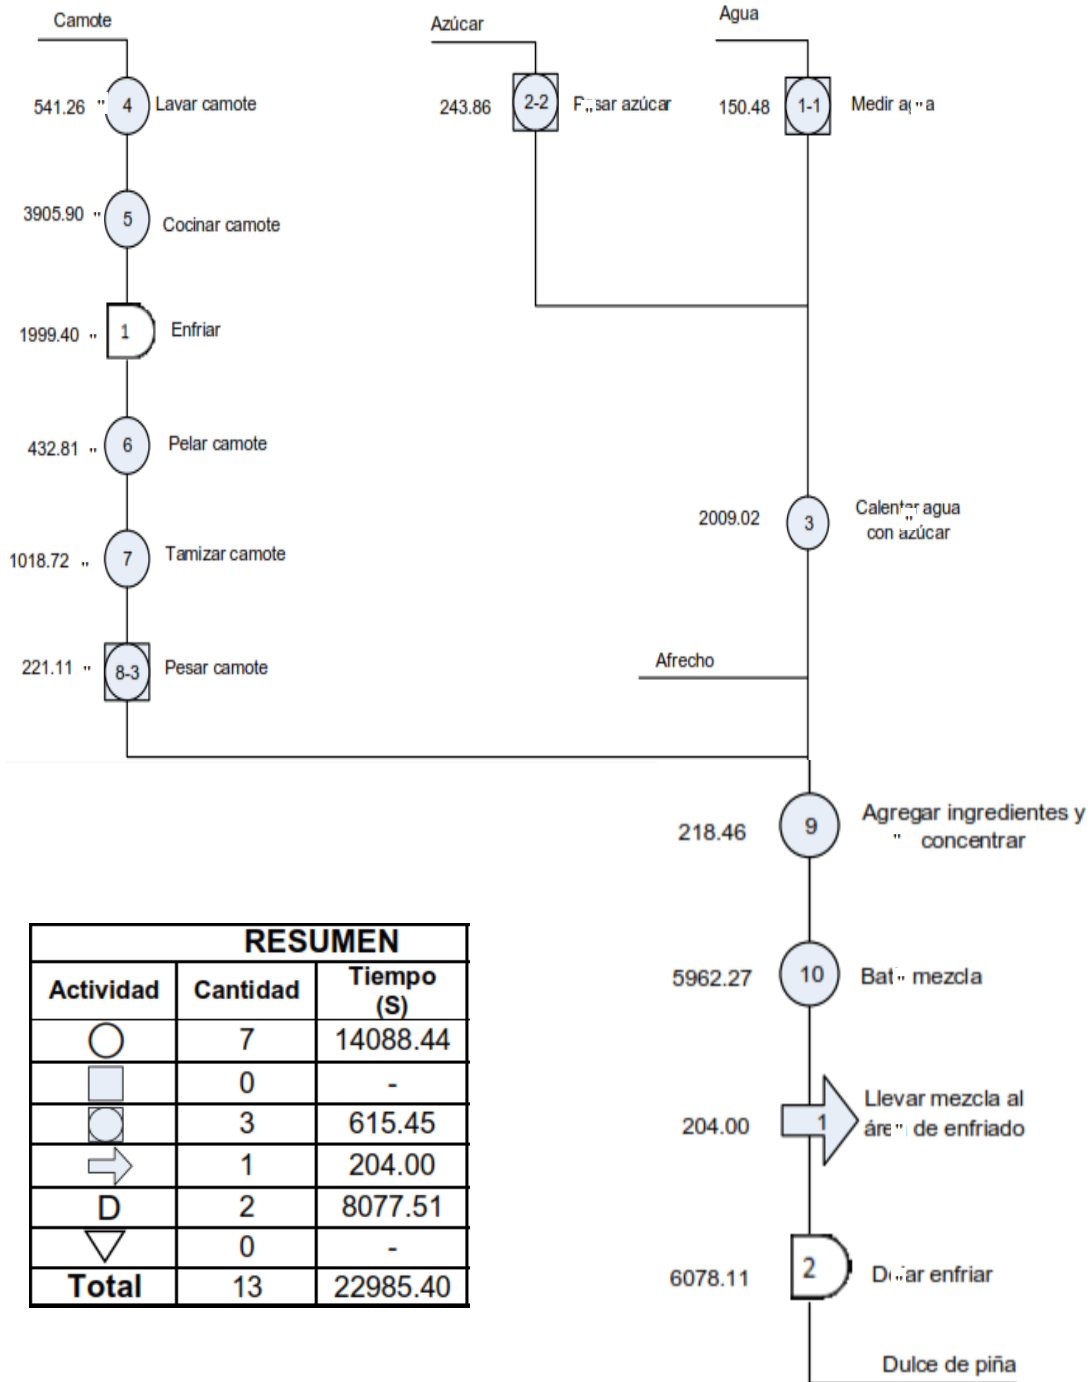 Camote
541.26 " 4 Lavar camote
3905.90 " 5 Cocinar camote
1999.40 " 1 Enfriar
432.81 " 6 Pelar camote
1018.72 " 7 Tamizar camote
221.11 " 8-3 Pesar camote
Azúcar
243.86 2-2 azúcar
Agua
150.48 1-1 Medir
2009.02 3 agua
con azúcar
Afrecho
218.46 9 Agregar ingredientes y
" concentrar
5962.27 10 mezcla
204.00 1 Llevar mezcla al
de enfriado
6078.11 2 enfriar
Dulce de piña
RESUMEN
Actividad Cantidad Tiempo
(S)
7 14088.44
0 -
3 615.45
1 204.00
D 2 8077.51
0 -
Total 13 22985.40